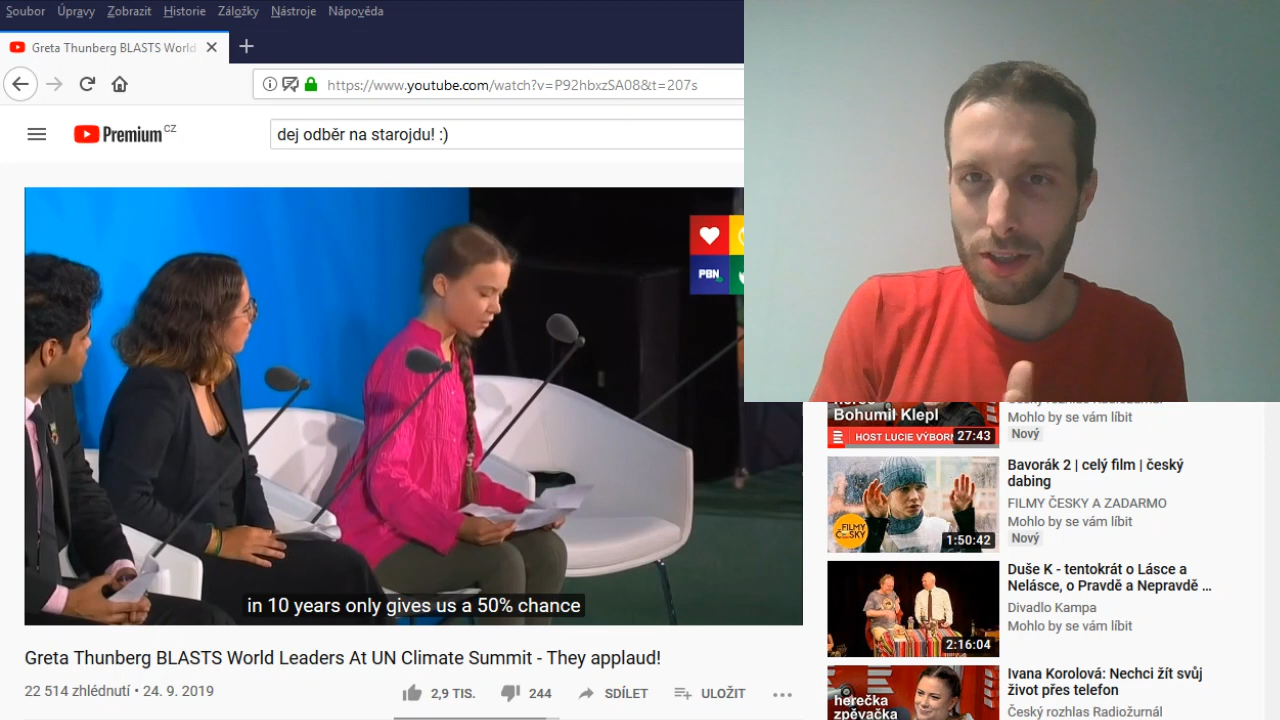 Soubor Úpravy Zobrazit Historie Záložky Nástroje Nápověda
Greta Thunberg BLASTS World
https://www.youtube.com/watch?v=P92hbxzSA08&t=207s
Premium CZ
dej odběr na starojdu! :)
PBN
in 10 years only gives us a 50% chance
Greta Thunberg BLASTS World Leaders At UN Climate Summit - They applaud!
22 514 zhlédnutí • 24. 9. 2019
2,9 TIS.
244
SDÍLET
ULOŽIT
Bohumil Klepl
HOST LUCIE
27:43
Mohlo by se vám líbit
Nový
FILMY
ČESKY
1:50:42
Bavorák 2 | celý film | český
dabing
FILMY ČESKY A ZADARMO
Mohlo by se vám líbit
Nový
2:16:04
Duše K - tentokrát o Lásce a
Nelásce, o Pravdě a Nepravdě ...
Divadlo Kampa
Mohlo by se vám líbit
herečka
zpěvačka
Ivana Korolová: Nechci žít svůj
život přes telefon
Český rozhlas Radiožurnál